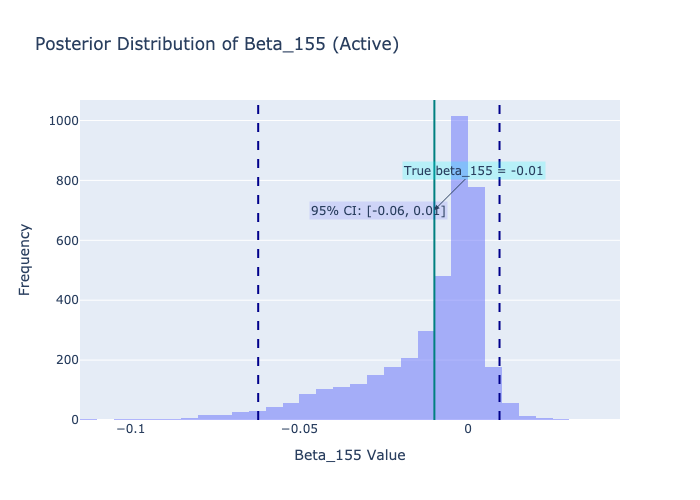 Posterior Distribution of Beta_155 (Active)
1000
800
600
400
200
0
Frequency
True beta_155 = -0.01
95% CI: [-0.06, 0.01]
−0.1
−0.05
0
Beta_155 Value